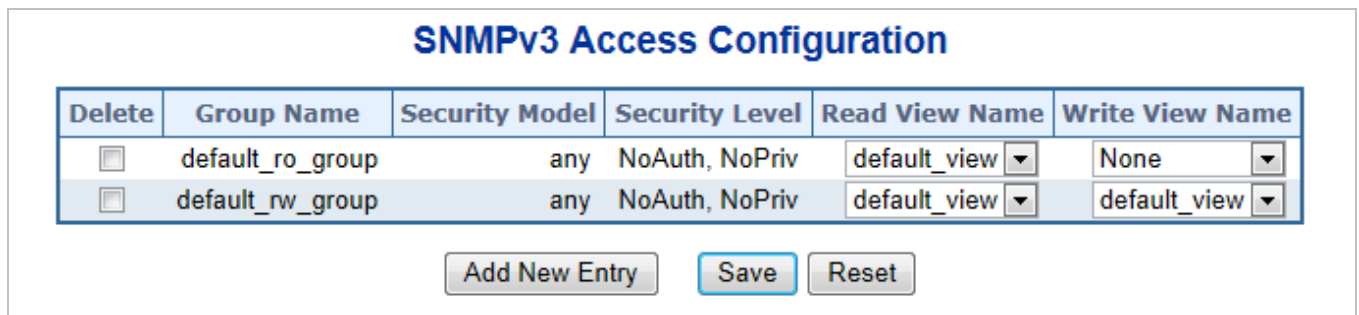 SNMPv3 Access Configuration
Delete Group Name Security Model Security Level Read View Name Write View Name
default_ro_group any NoAuth, NoPriv default_view None
default_rw_group any NoAuth, NoPriv default_view default_view
Add New Entry Save Reset